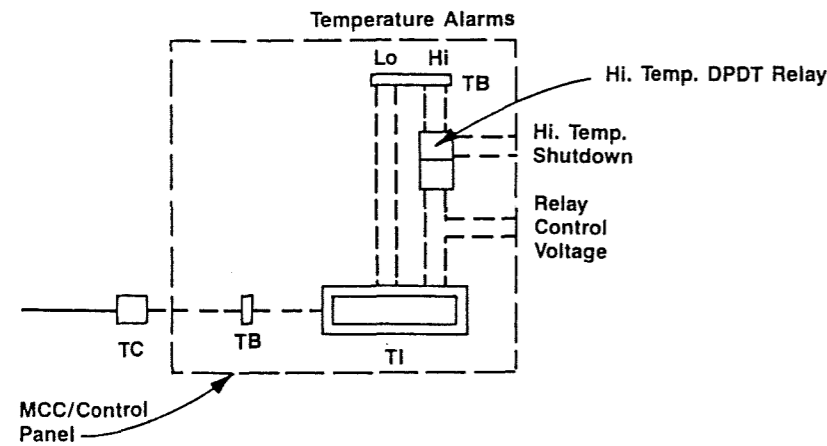 Temperature Alarms
Lo Hi
TB
Hi. Temp. DPDT Relay
Hi. Temp.
Shutdown
Relay
Control
Voltage
TC
TB
TI
MCC/Control
Panel